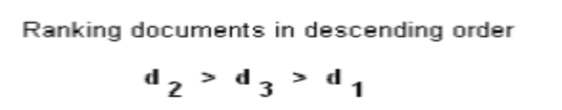 Ranking documents in descending order
d₂ > d₃ > d₁